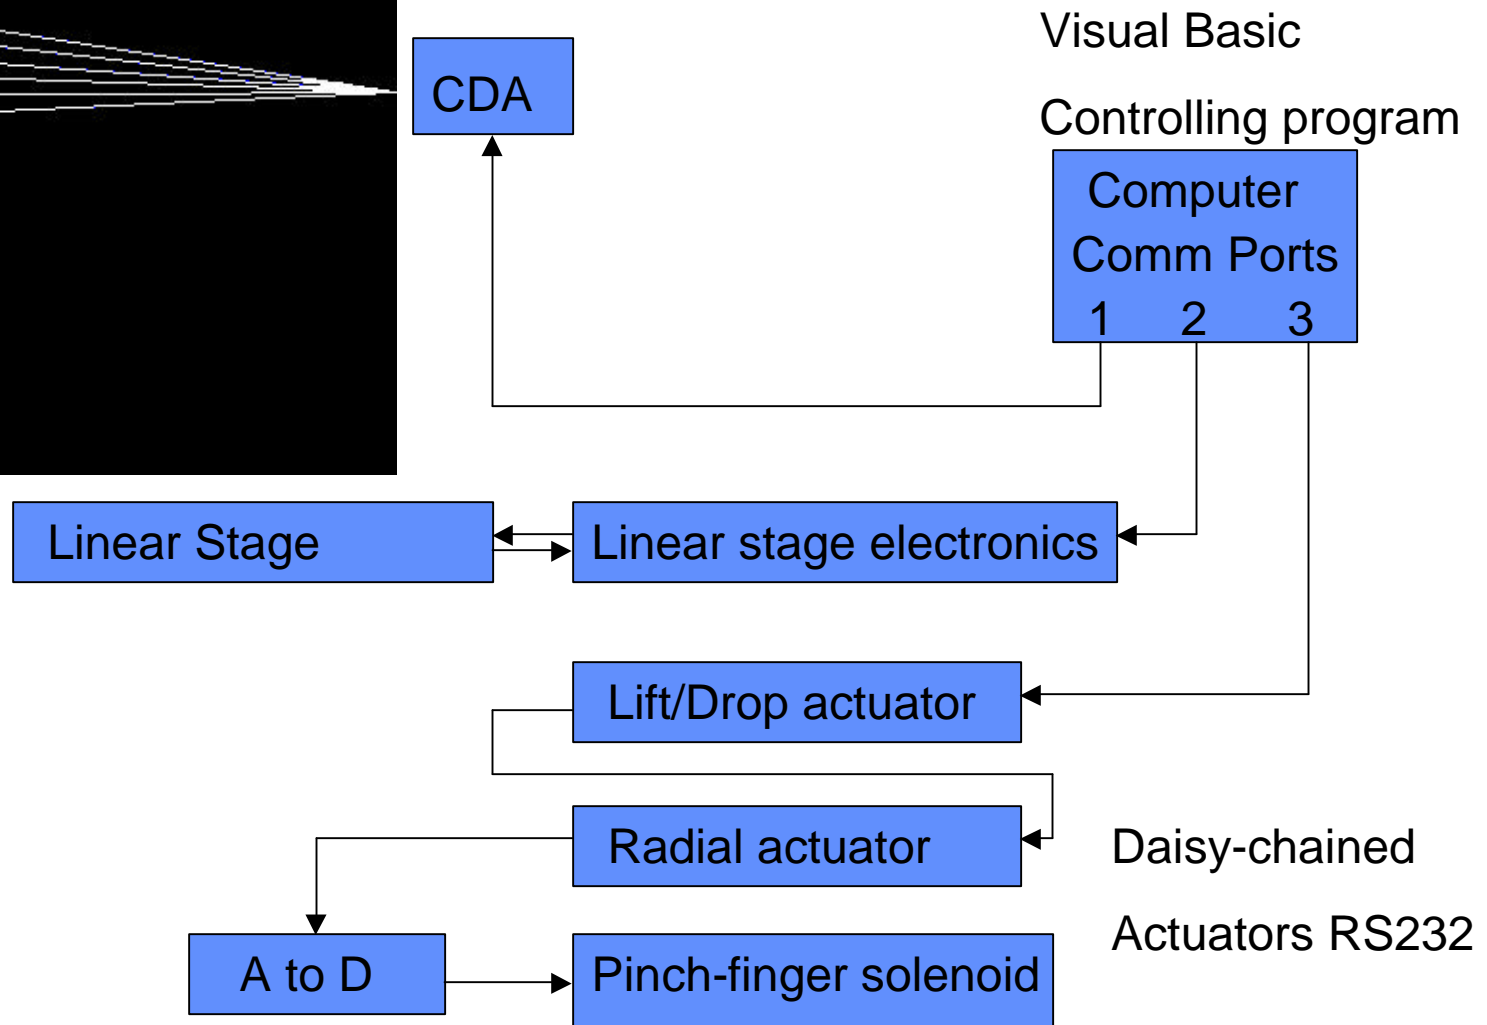 Visual Basic
Controlling program
CDA
Computer
Comm Ports
1 2 3
Linear Stage
Linear stage electronics
Lift/Drop actuator
Radial actuator
Daisy-chained
Actuators RS232
A to D
Pinch-finger solenoid